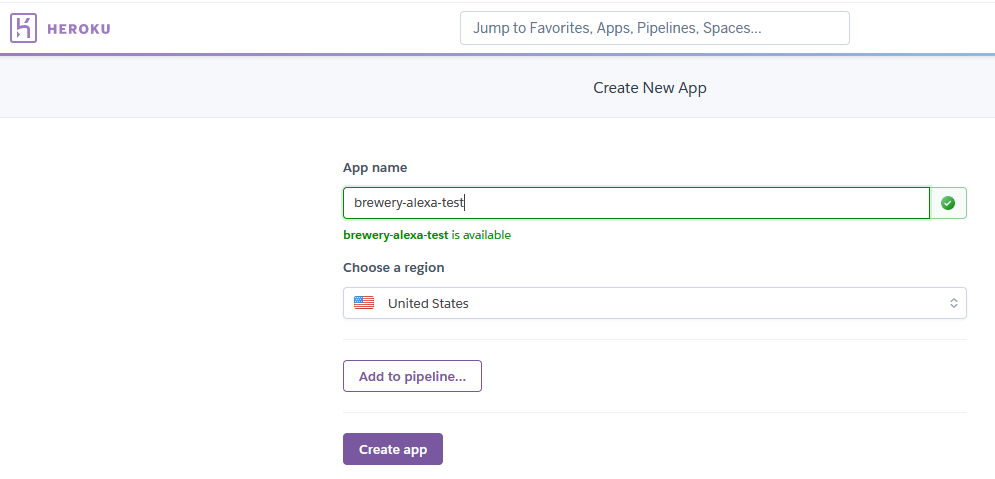 HEROKU
Jump to Favorites, Apps, Pipelines, Spaces...
Create New App
App name
brewery-alexa-test
brewery-alexa-test is available
Choose a region
United States
Add to pipeline...
Create app